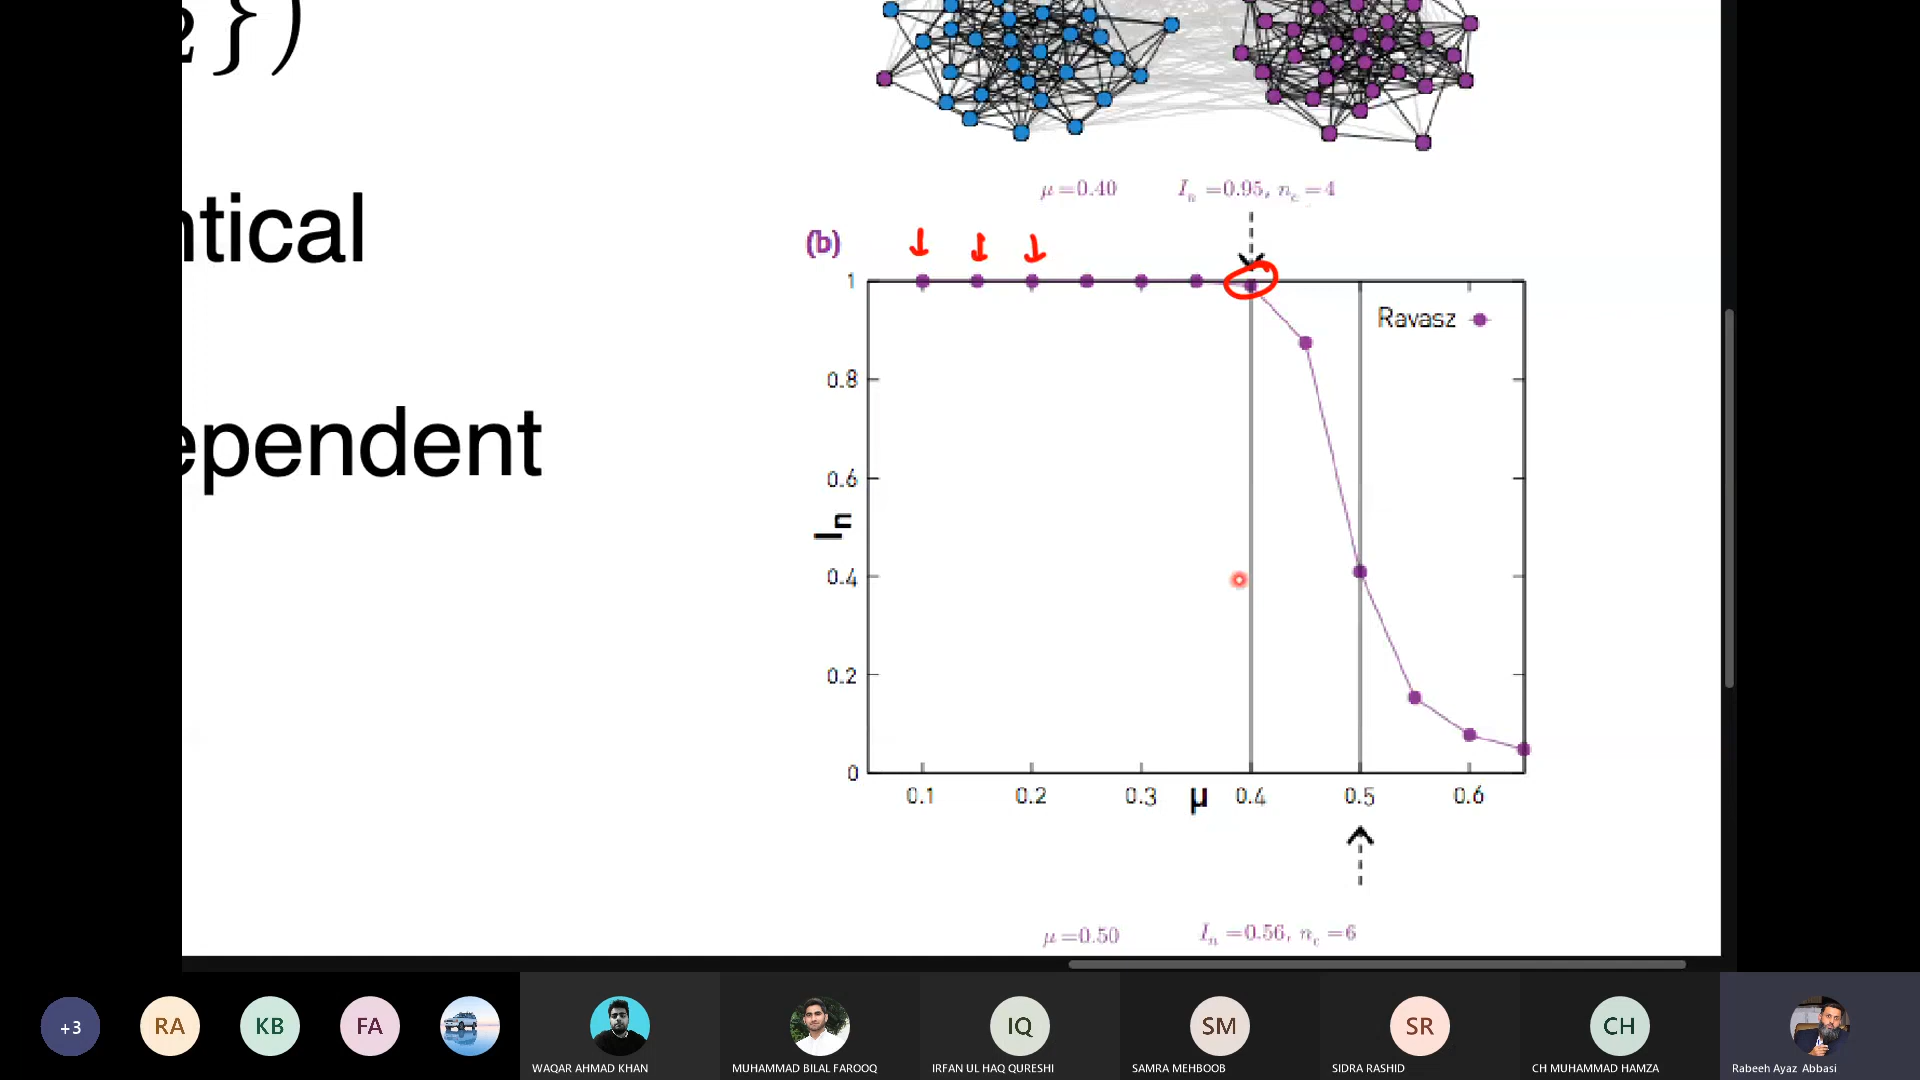 2})
ntical
ependent
μ=0.40 Iₙ=0.95, n_c=4
(b)
1
Ravasz
0.8
0.6
Iₙ
0.4
0.2
0
0.1 0.2 0.3 μ 0.4 0.5 0.6
μ=0.50 Iₙ=0.56, n_c=6
+3 RA KB FA IQ SM SR CH
WAQAR AHMAD KHAN MUHAMMAD BILAL FAROOQ IRFAN UL HAQ QURESHI SAMRA MEHBOOB SIDRA RASHID CH MUHAMMAD HAMZA Rabeeh Ayaz Abbasi